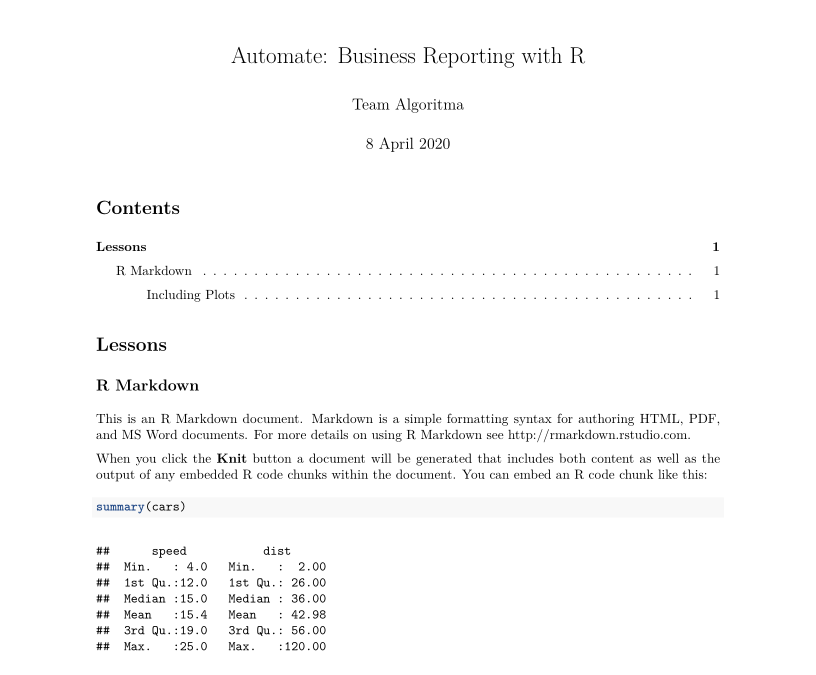 Automate: Business Reporting with R
Team Algoritma
8 April 2020
Contents
Lessons 1
R Markdown . . . . . . . . . . . . . . . . . . . . . . . . . . . . . . . . . . . . . . . . . . . . . . . . 1
Including Plots . . . . . . . . . . . . . . . . . . . . . . . . . . . . . . . . . . . . . . . . . . . . 1
Lessons
R Markdown
This is an R Markdown document. Markdown is a simple formatting syntax for authoring HTML, PDF,
and MS Word documents. For more details on using R Markdown see http://rmarkdown.rstudio.com.
When you click the Knit button a document will be generated that includes both content as well as the
output of any embedded R code chunks within the document. You can embed an R code chunk like this:
summary(cars)
##      speed           dist
##  Min.   : 4.0   Min.   :  2.00
##  1st Qu.:12.0   1st Qu.: 26.00
##  Median :15.0   Median : 36.00
##  Mean   :15.4   Mean   : 42.98
##  3rd Qu.:19.0   3rd Qu.: 56.00
##  Max.   :25.0   Max.   :120.00